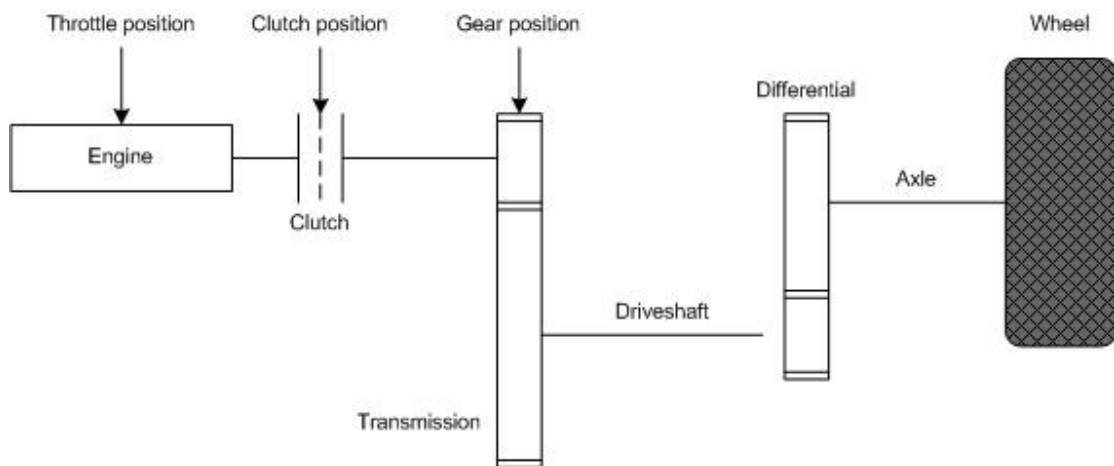 Throttle position
Clutch position
Gear position
Wheel
Differential
Engine
Axle
Clutch
Driveshaft
Transmission